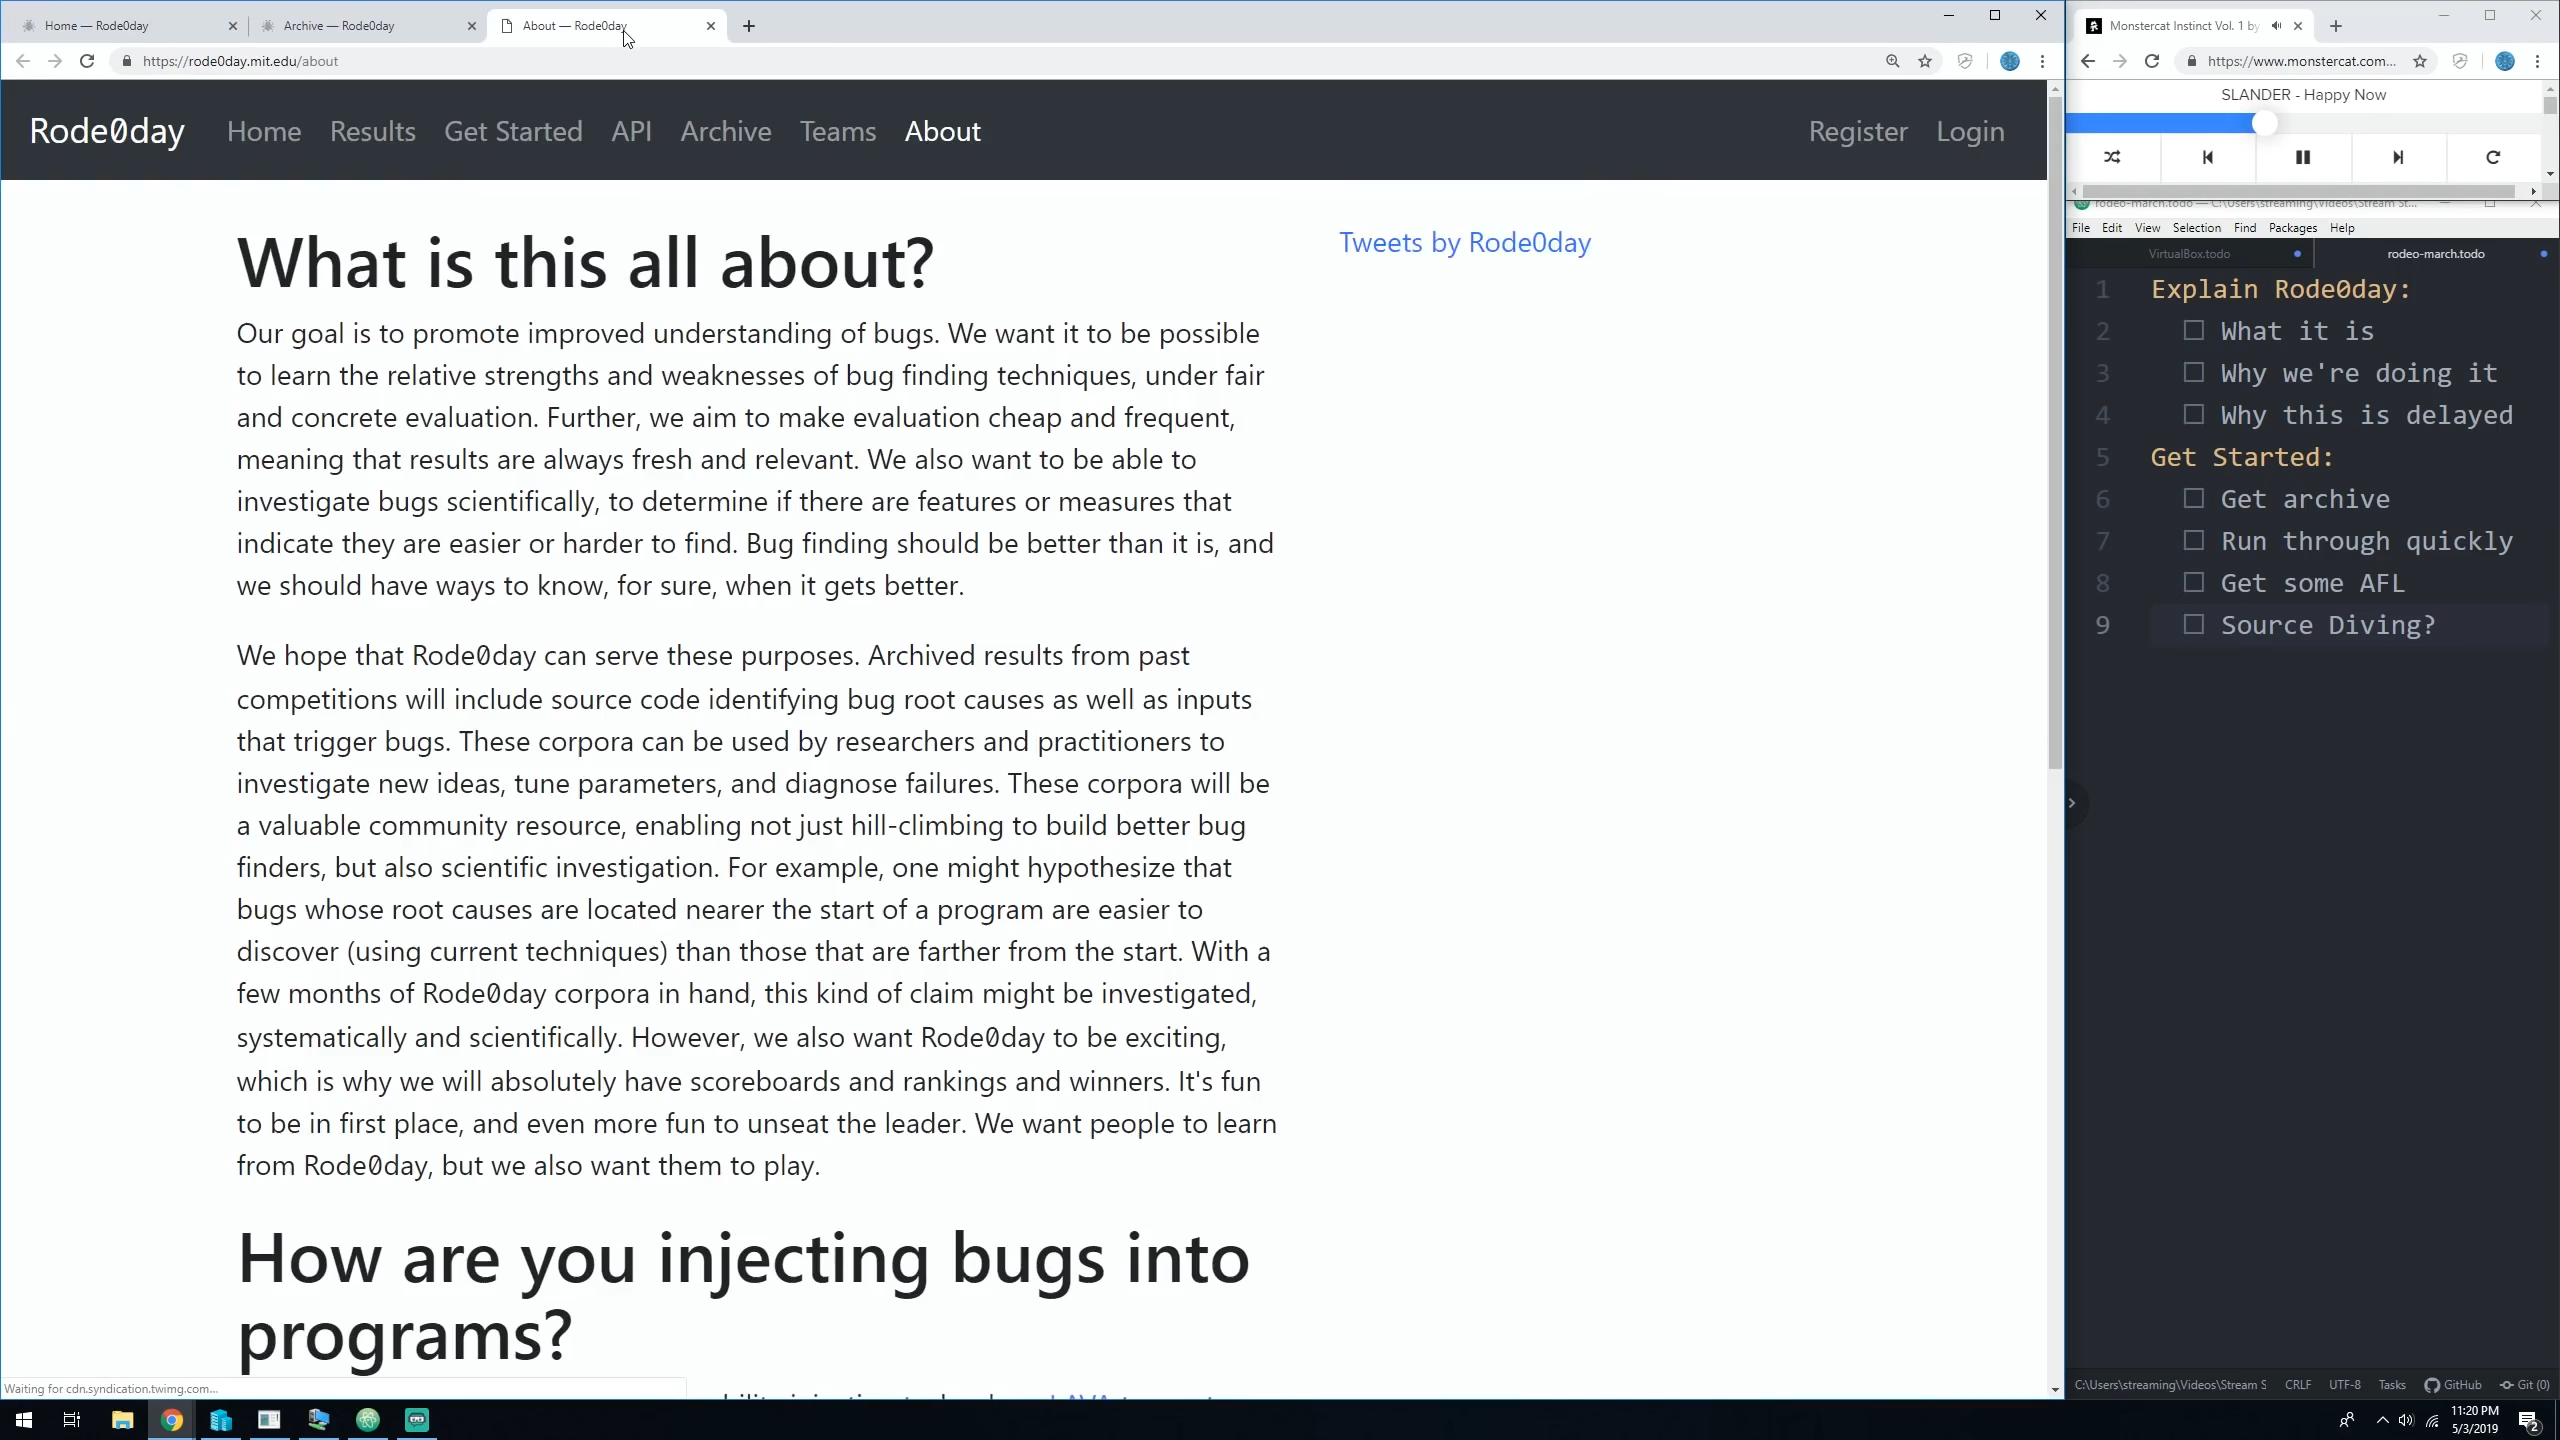 Home — Rode0day
Archive — Rode0day
About — Rode0day
https://rode0day.mit.edu/about
Rode0day
Home
Results
Get Started
API
Archive
Teams
About
Register
Login
What is this all about?
Our goal is to promote improved understanding of bugs. We want it to be possible
to learn the relative strengths and weaknesses of bug finding techniques, under fair
and concrete evaluation. Further, we aim to make evaluation cheap and frequent,
meaning that results are always fresh and relevant. We also want to be able to
investigate bugs scientifically, to determine if there are features or measures that
indicate they are easier or harder to find. Bug finding should be better than it is, and
we should have ways to know, for sure, when it gets better.
We hope that Rode0day can serve these purposes. Archived results from past
competitions will include source code identifying bug root causes as well as inputs
that trigger bugs. These corpora can be used by researchers and practitioners to
investigate new ideas, tune parameters, and diagnose failures. These corpora will be
a valuable community resource, enabling not just hill-climbing to build better bug
finders, but also scientific investigation. For example, one might hypothesize that
bugs whose root causes are located nearer the start of a program are easier to
discover (using current techniques) than those that are farther from the start. With a
few months of Rode0day corpora in hand, this kind of claim might be investigated,
systematically and scientifically. However, we also want Rode0day to be exciting,
which is why we will absolutely have scoreboards and rankings and winners. It's fun
to be in first place, and even more fun to unseat the leader. We want people to learn
from Rode0day, but we also want them to play.
How are you injecting bugs into
programs?
Tweets by Rode0day
Waiting for cdn.syndication.twimg.com...
Monstercat Instinct Vol. 1 by
https://www.monstercat.com...
SLANDER - Happy Now
rodeo-march.todo — C:\Users\streaming\Videos\Stream St...
File Edit View Selection Find Packages Help
VirtualBox.todo
rodeo-march.todo
1 Explain Rode0day:
2 ☐ What it is
3 ☐ Why we're doing it
4 ☐ Why this is delayed
5 Get Started:
6 ☐ Get archive
7 ☐ Run through quickly
8 ☐ Get some AFL
9 ☐ Source Diving?
C:\Users\streaming\Videos\Stream S CRLF UTF-8 Tasks GitHub Git (0)
11:20 PM
5/3/2019
2